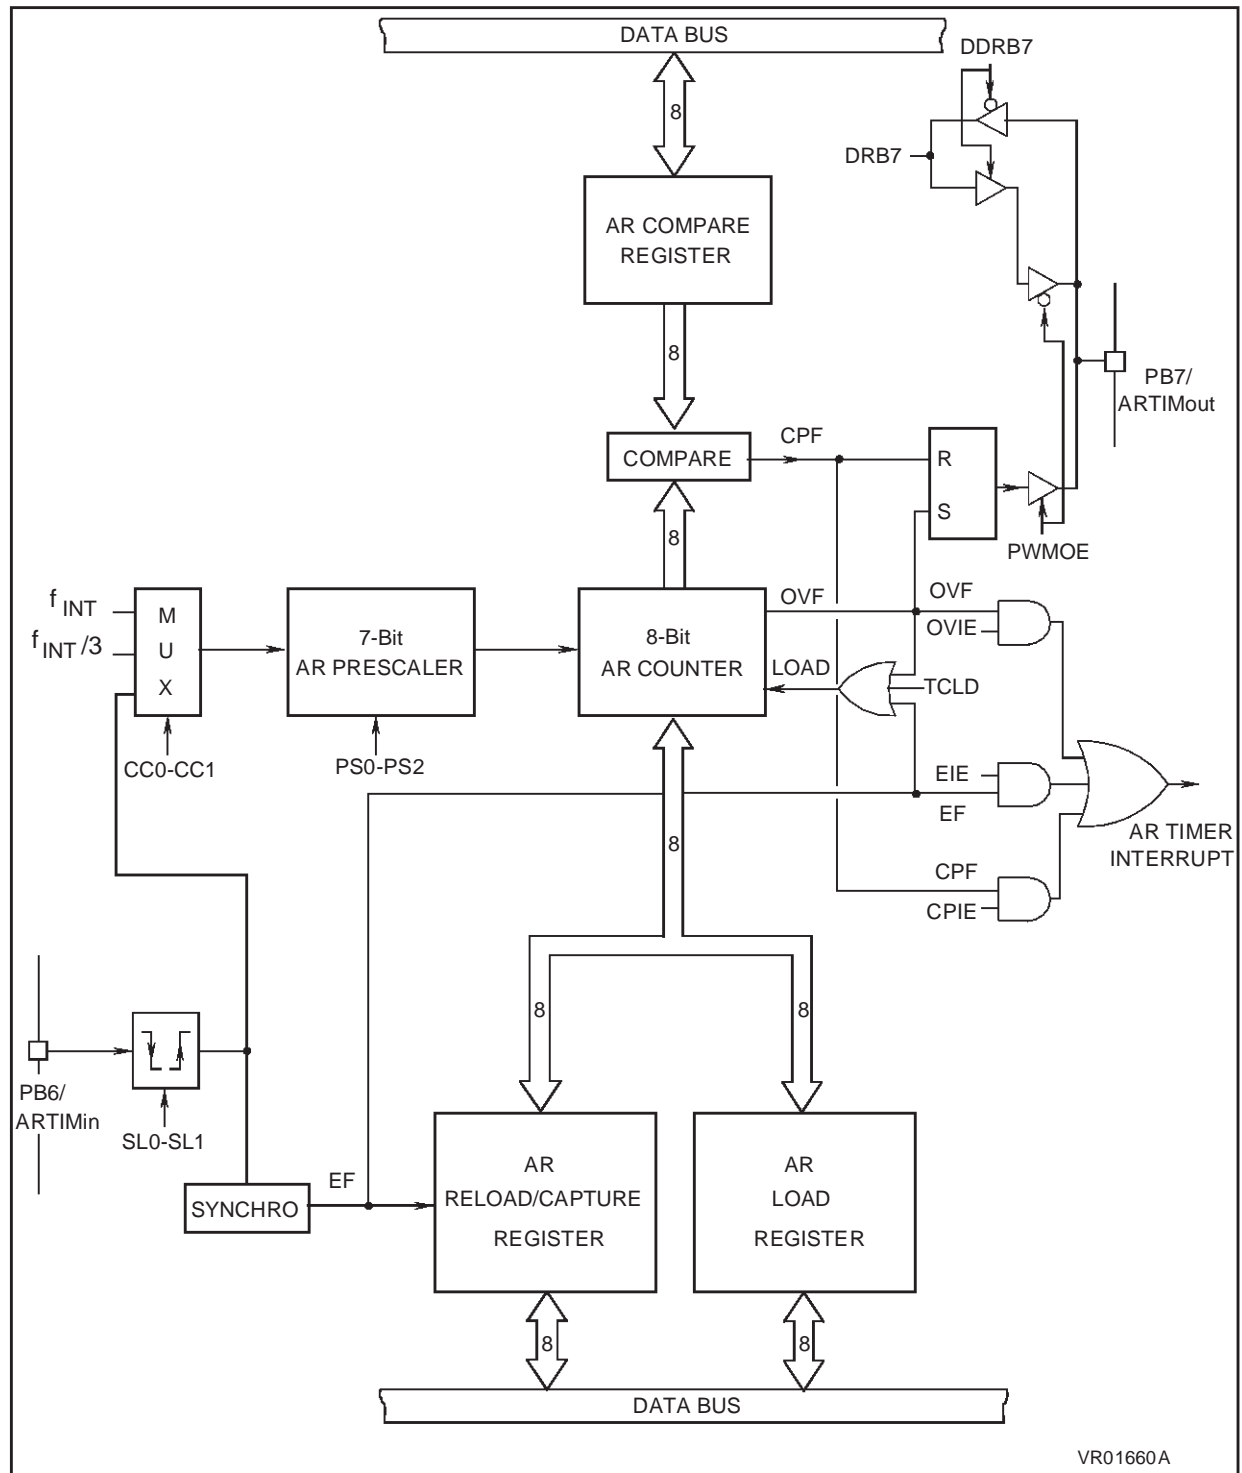 DATA BUS
DDRB7
8
DRB7
AR COMPARE
REGISTER
8
PB7/
ARTIMout
CPF
COMPARE
R
S
8
PWMOE
f INT
f INT /3
M
U
X
7-Bit
AR PRESCALER
8-Bit
AR COUNTER
OVF
OVF
OVIE
LOAD
TCLD
CC0-CC1
PS0-PS2
EIE
EF
8
AR TIMER
INTERRUPT
CPF
CPIE
8
8
PB6/
ARTIMin
SL0-SL1
SYNCHRO
EF
AR
RELOAD/CAPTURE
REGISTER
AR
LOAD
REGISTER
8
8
DATA BUS
VR01660A